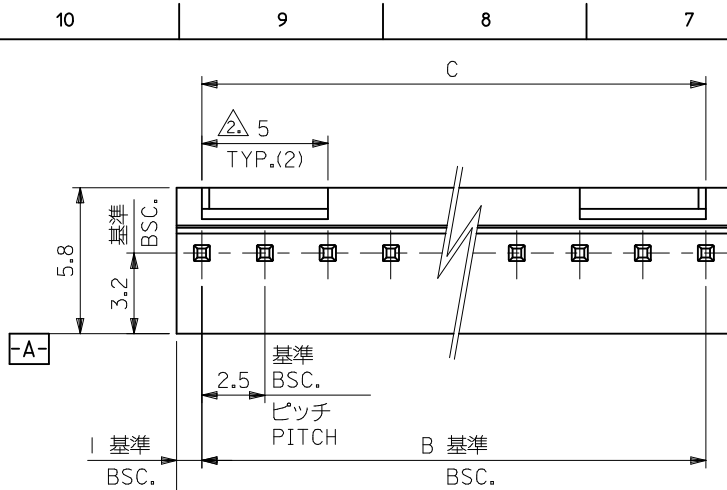 10 9 8 7
C
2. 5
TYP.(2)
基準
BSC.
5.8
3.2
-A-
2.5
基準
BSC.
ピッチ
PITCH
1 基準
BSC.
B 基準
BSC.